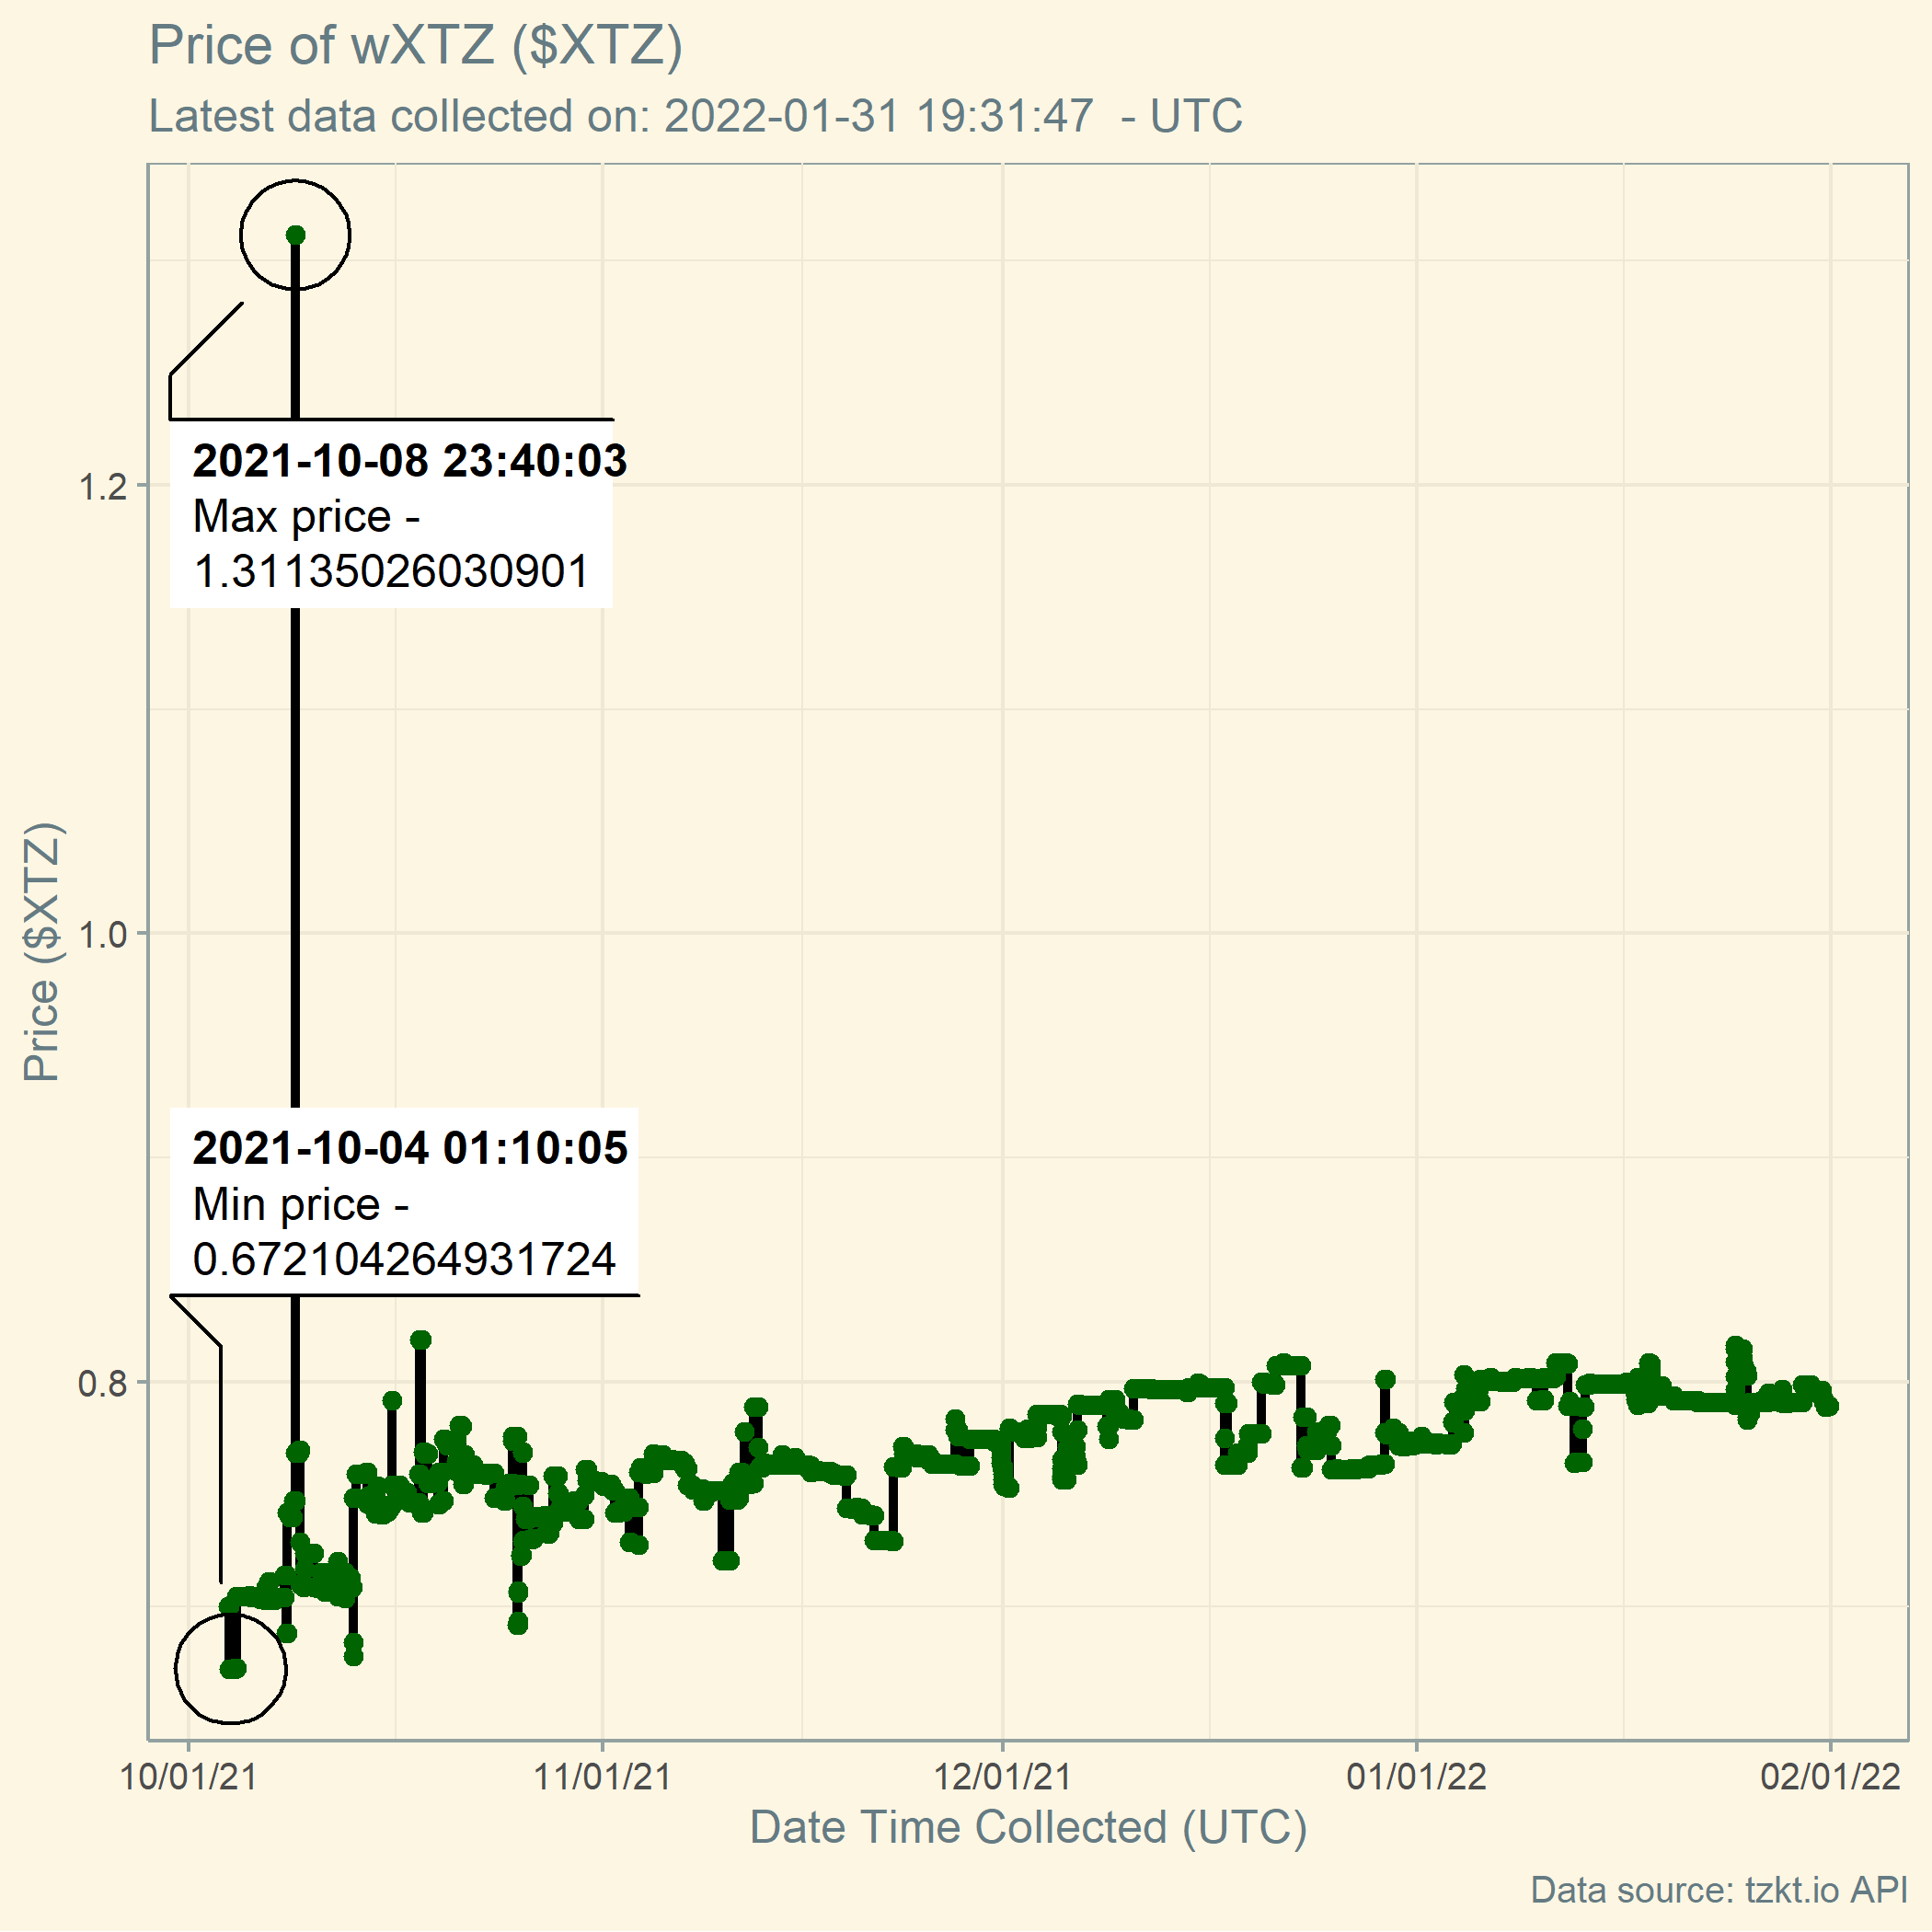 Price of wXTZ ($XTZ)
Latest data collected on: 2022-01-31 19:31:47  - UTC
2021-10-08 23:40:03
Max price -
1.31135026030901
2021-10-04 01:10:05
Min price -
0.672104264931724
Price ($XTZ)
1.2
1.0
0.8
10/01/21
11/01/21
12/01/21
01/01/22
02/01/22
Date Time Collected (UTC)
Data source: tzkt.io API